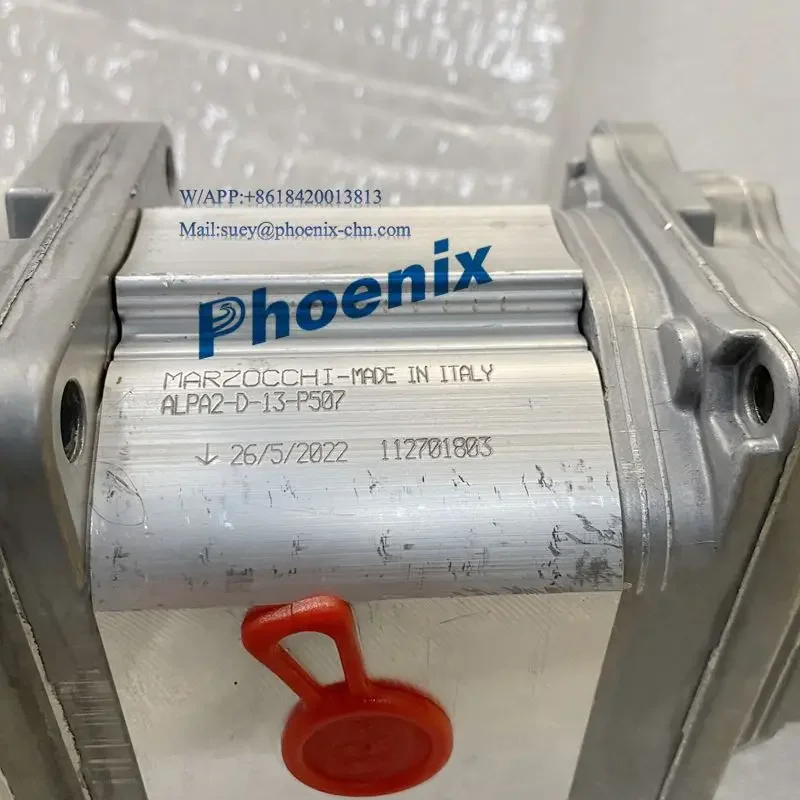 W/APP:+8618420013813
Mail:suey@phoenix-chn.com
Phoenix
MARZOCCHI-MADE IN ITALY
ALPA2-D-13-P507
↓ 26/5/2022 112701803